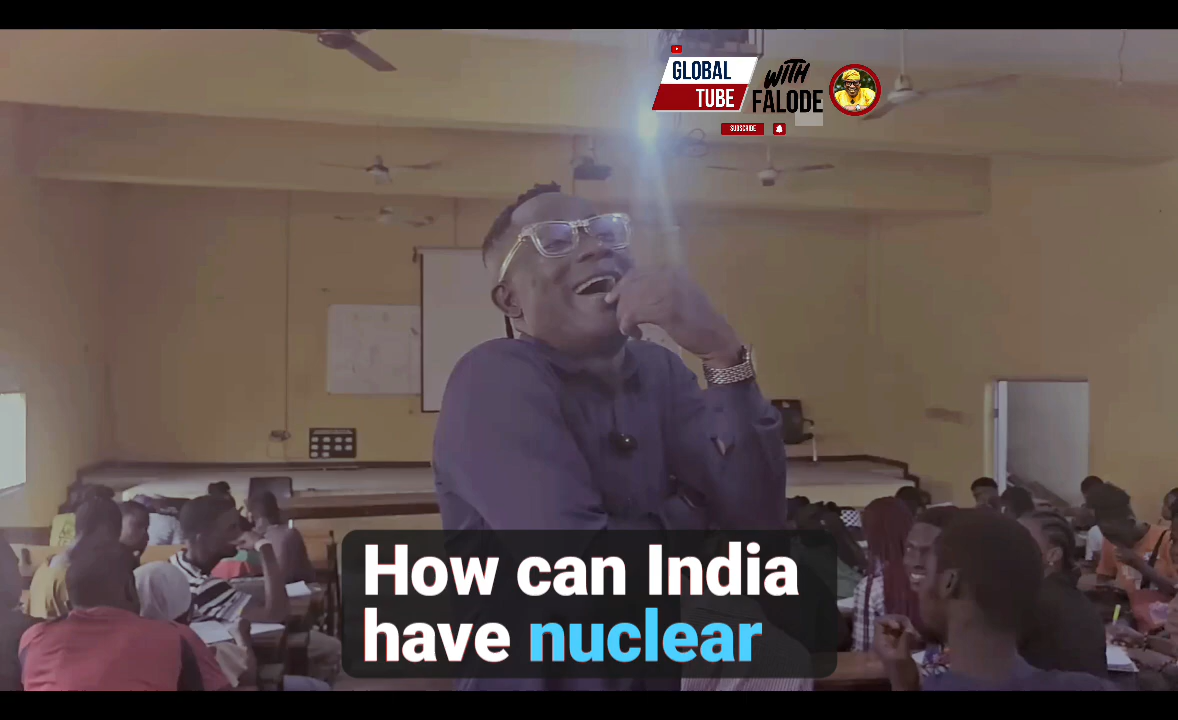 GLOBAL
TUBE
WITH
FALODE
SUBSCRIBE
How can India
have nuclear